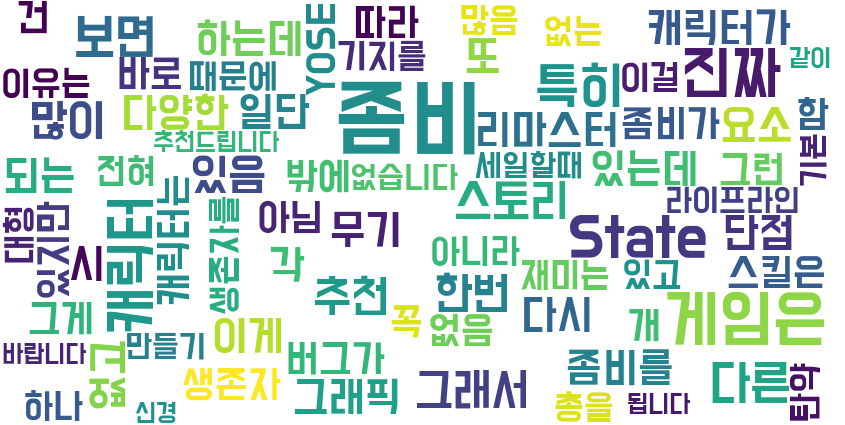 건
보면
하는데
YOSE
따라
많음
없는
캐릭터가
같이
이유는
바로
때문에
기지를
또
특히
이걸
진짜
많이
다양한
일단
좀비
리마스터
좀비가
요소
함
기본
추천드립니다
되는
전혀
있음
밖에
없습니다
세일할때
있는데
그런
대형
있지만
시
캐릭터
캐릭터는
생존자를
아님
무기
스토리
라이프라인
State
단점
각
아니라
재미는
있고
스킬은
그게
추천
한번
다시
게임은
꼭
없음
개
바랍니다
없고
만들기
이게
버그가
좀비를
다른
탄약
하나
신경
생존자
그래픽
그래서
총을
됩니다